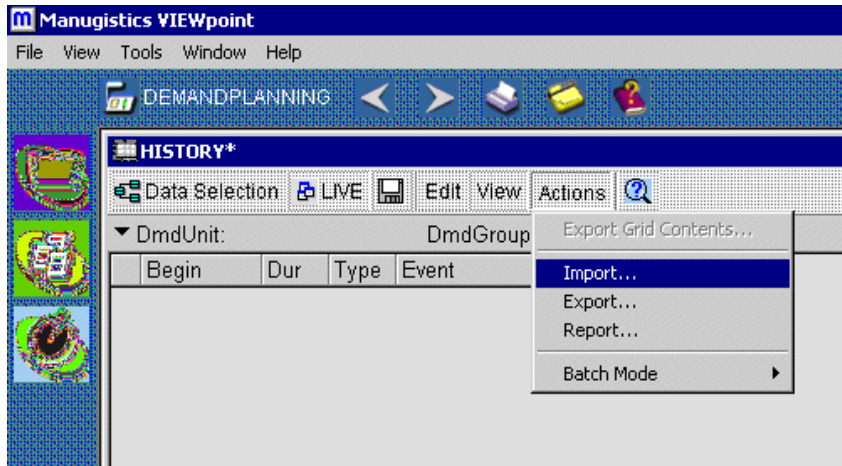 m Manugistics VIEWpoint
File View Tools Window Help
DEMANDPLANNING
HISTORY*
Data Selection LIVE Edit View Actions
DmdUnit: DmdGroup
Export Grid Contents...
Begin Dur Type Event
Import...
Export...
Report...
Batch Mode